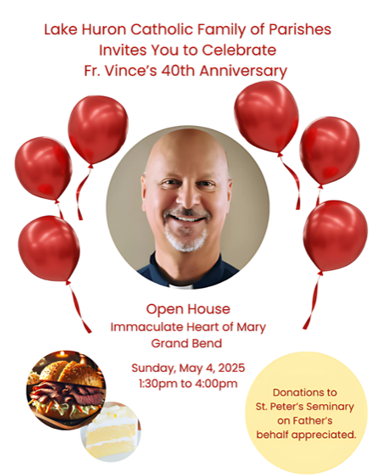 Lake Huron Catholic Family of Parishes
Invites You to Celebrate
Fr. Vince's 40th Anniversary
Open House
Immaculate Heart of Mary
Grand Bend
Sunday, May 4, 2025
1:30pm to 4:00pm
Donations to
St. Peter's Seminary
on Father's
behalf appreciated.